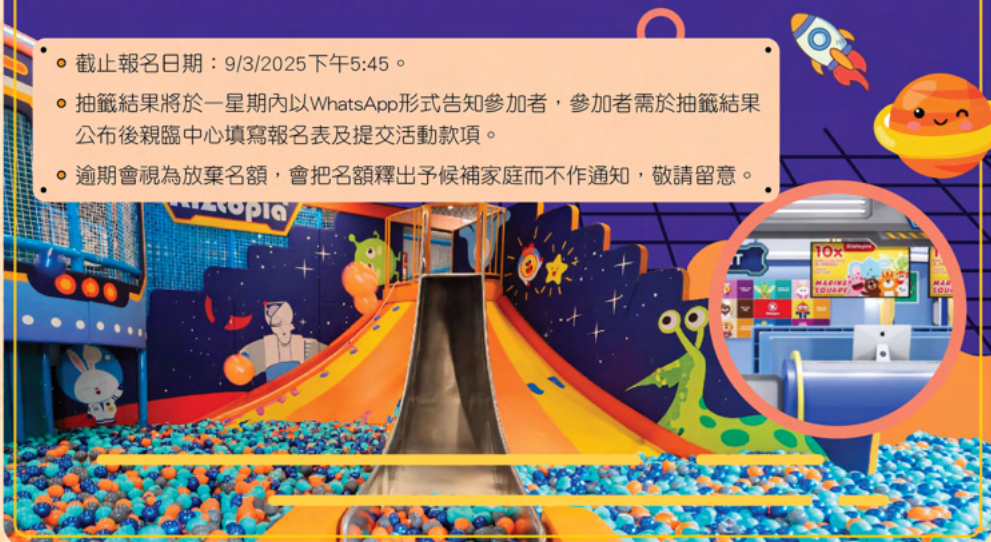 截止報名日期：9/3/2025下午5:45。
抽籤結果將於一星期內以WhatsApp形式告知參加者，參加者需於抽籤結果
公布後親臨中心填寫報名表及提交活動款項。
逾期會視為放棄名額，會把名額釋出予候補家庭而不作通知，敬請留意。
Kiztopia
10x
Kiztopia
MARINA
SQUARE